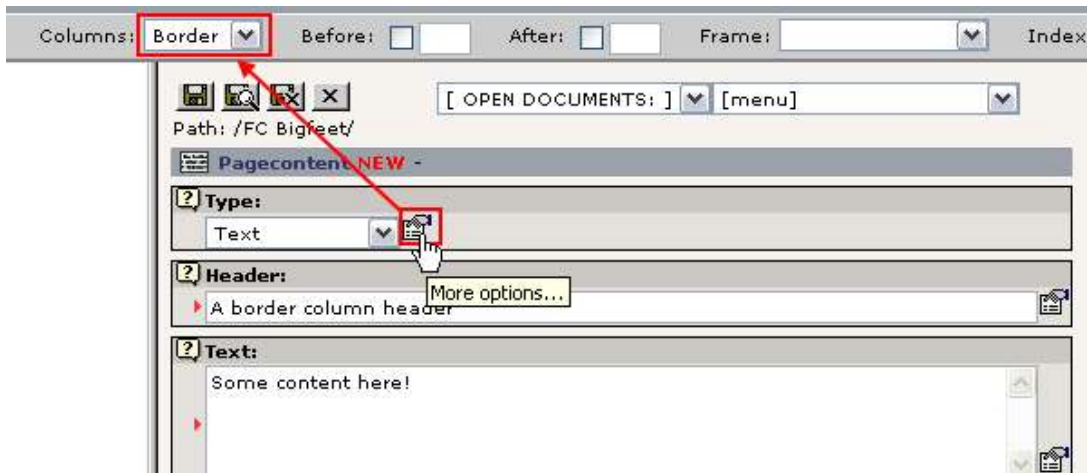 Columns: Border Before: After: Frame: Index
[ OPEN DOCUMENTS: ] [menu]
Path: /FC Bigfeet/
Pagecontent NEW -
Type:
Text
Header:
More options...
A border column header
Text:
Some content here!